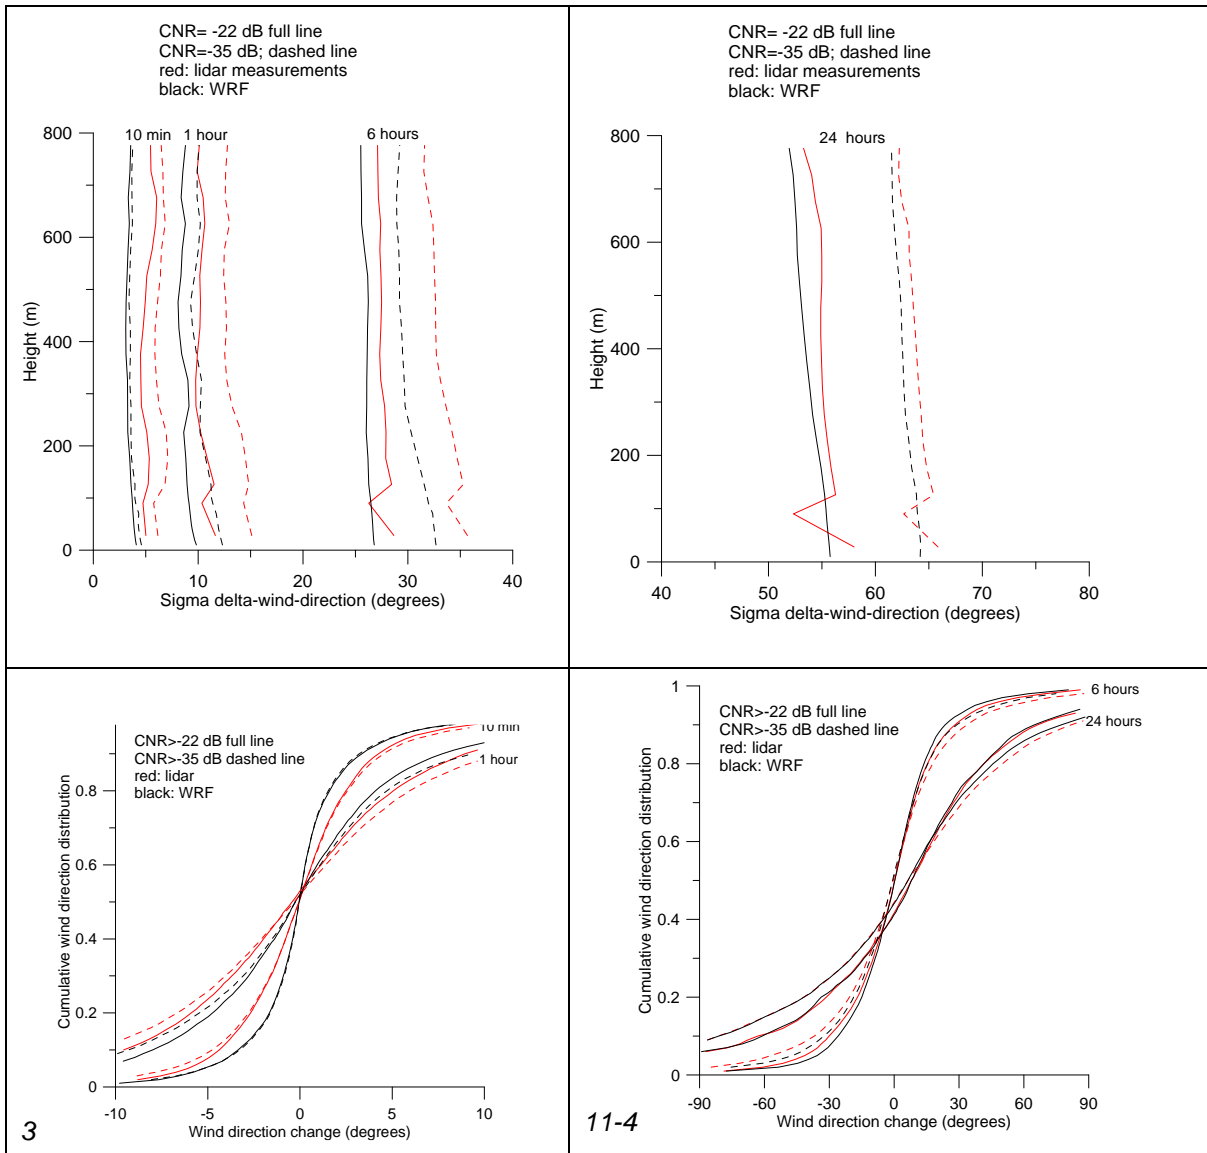 CNR= -22 dB full line
CNR=-35 dB; dashed line
red: lidar measurements
black: WRF
10 min
1 hour
6 hours
800
600
400
200
0
Height (m)
0
10
20
30
40
Sigma delta-wind-direction (degrees)
CNR= -22 dB full line
CNR=-35 dB; dashed line
red: lidar measurements
black: WRF
24 hours
800
600
400
200
0
Height (m)
40
50
60
70
80
Sigma delta-wind-direction (degrees)
CNR>-22 dB full line
CNR>-35 dB dashed line
red: lidar
black: WRF
10 min
1 hour
0.8
0.6
0.4
0.2
0
Cumulative wind direction distribution
-10
-5
0
5
10
Wind direction change (degrees)
3
CNR>-22 dB full line
CNR>-35 dB dashed line
red: lidar
black: WRF
6 hours
24 hours
1
0.8
0.6
0.4
0.2
0
Cumulative wind direction distribution
-90
-60
-30
0
30
60
90
Wind direction change (degrees)
11-4